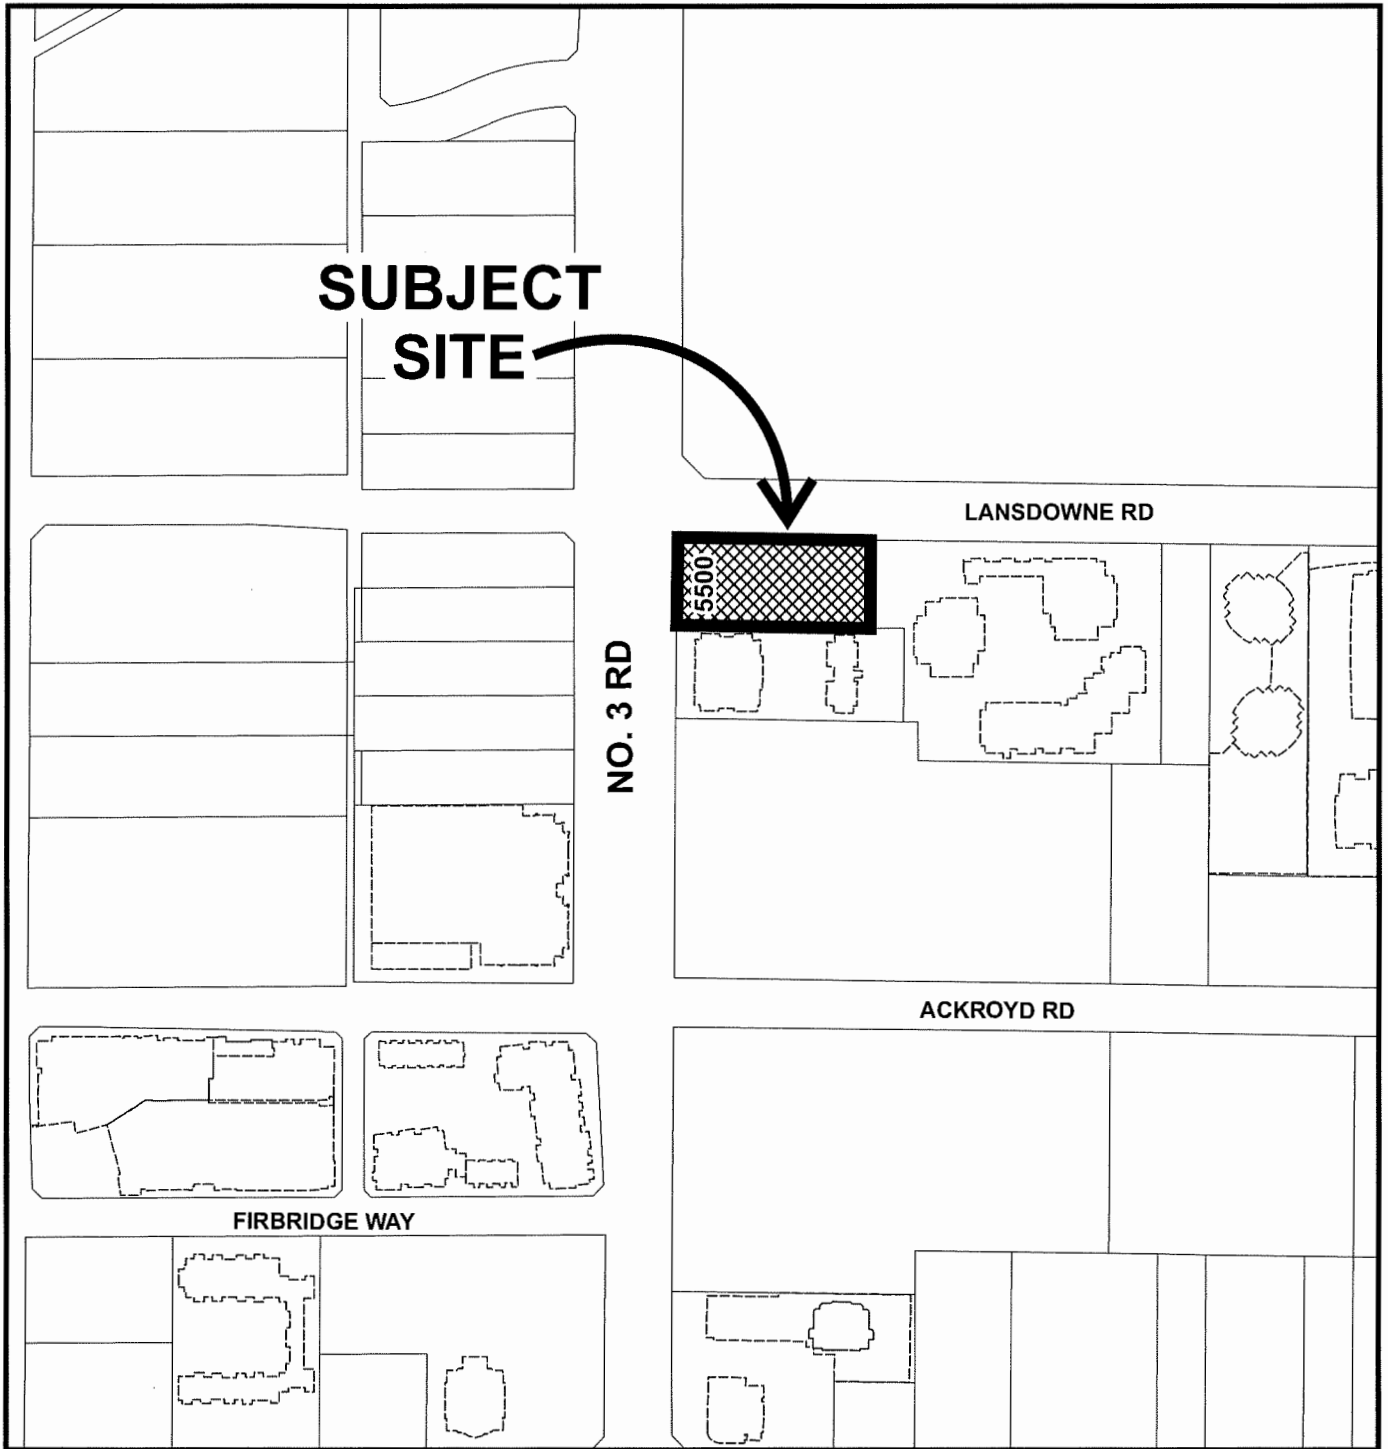 SUBJECT
SITE
LANSDOWNE RD
5500
NO. 3 RD
ACKROYD RD
FIRBRIDGE WAY